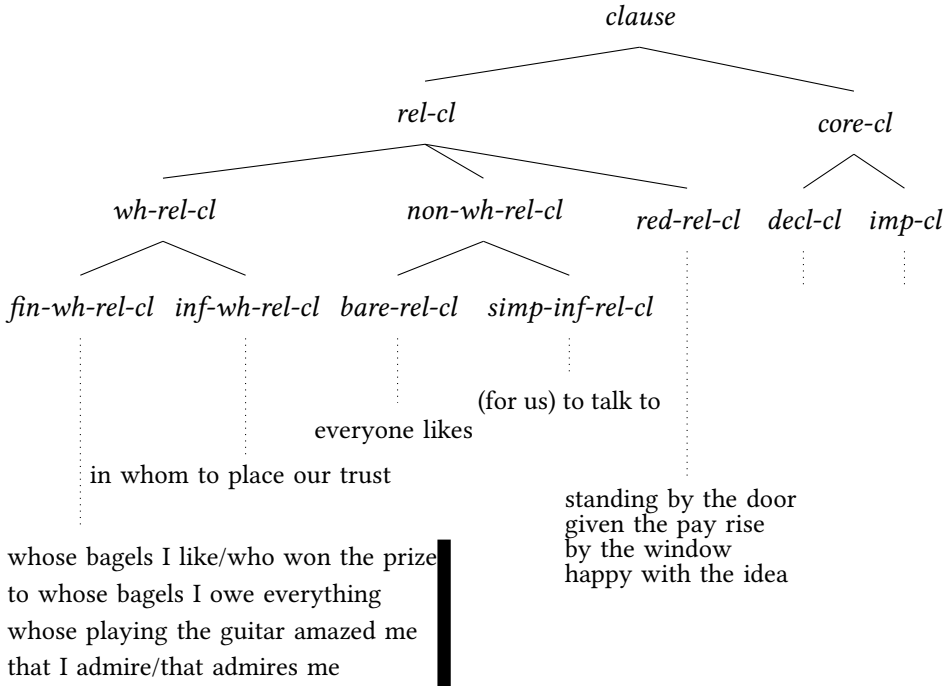 clause
rel-cl
core-cl
wh-rel-cl
non-wh-rel-cl
red-rel-cl
decl-cl
imp-cl
fin-wh-rel-cl
inf-wh-rel-cl
bare-rel-cl
simp-inf-rel-cl
(for us) to talk to
everyone likes
in whom to place our trust
standing by the door
given the pay rise
by the window
happy with the idea
whose bagels I like/who won the prize
to whose bagels I owe everything
whose playing the guitar amazed me
that I admire/that admires me